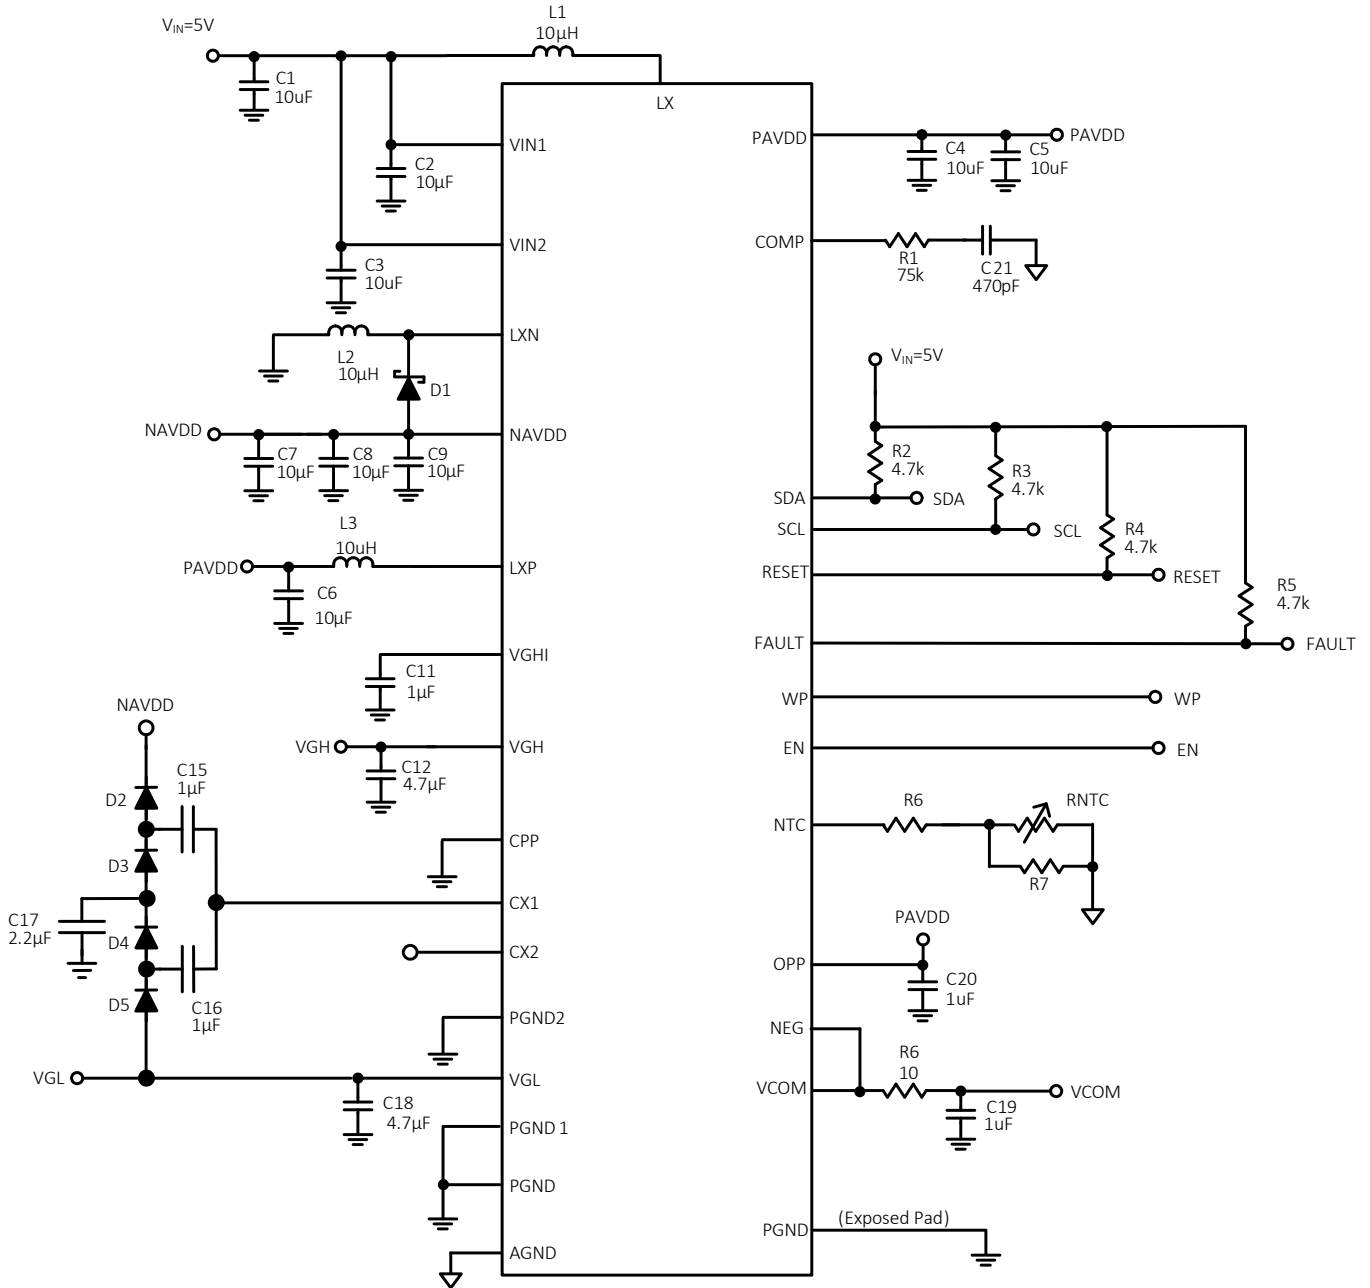 V_IN=5V
L1
10µH
C1
10uF
LX
VIN1
C2
10µF
VIN2
C3
10uF
LXN
L2
10µH
D1
NAVDD
NAVDD
C7
10µF
C8
10µF
C9
10µF
L3
10uH
PAVDD
LXP
C6
10µF
VGHI
C11
1µF
NAVDD
VGH
VGH
C12
4.7µF
C15
1µF
D2
D3
CPP
C17
2.2µF
CX1
D4
CX2
D5
C16
1µF
PGND2
VGL
VGL
C18
4.7µF
PGND 1
PGND
AGND
PAVDD
PAVDD
C4
10uF
C5
10uF
COMP
R1
75k
C21
470pF
V_IN=5V
R2
4.7k
R3
4.7k
SDA
SDA
SCL
SCL
R4
4.7k
RESET
RESET
R5
4.7k
FAULT
FAULT
WP
WP
EN
EN
NTC
R6
RNTC
R7
PAVDD
OPP
C20
1uF
NEG
R6
10
VCOM
VCOM
C19
1uF
PGND
(Exposed Pad)